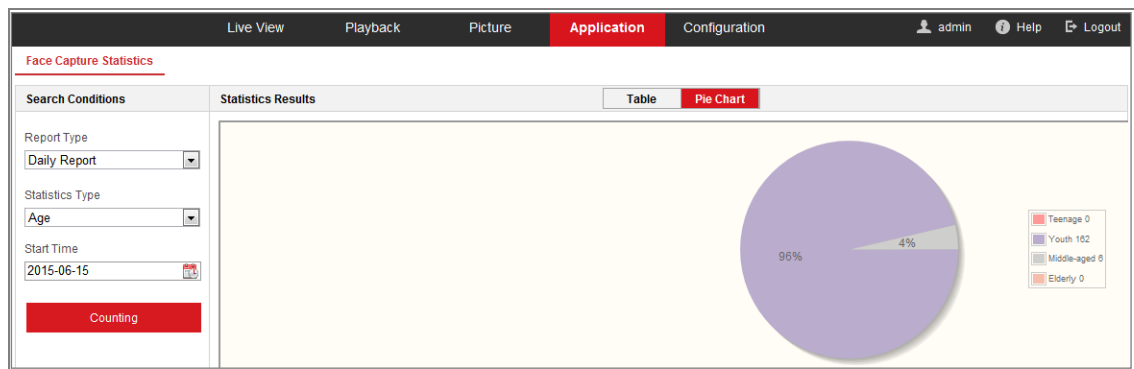 Live View Playback Picture Application Configuration admin Help Logout
Face Capture Statistics
Search Conditions
Statistics Results
Table Pie Chart
Report Type
Daily Report
Statistics Type
Age
Start Time
2015-06-15
Counting
96%
4%
Teenage 0
Youth 162
Middle-aged 6
Elderly 0